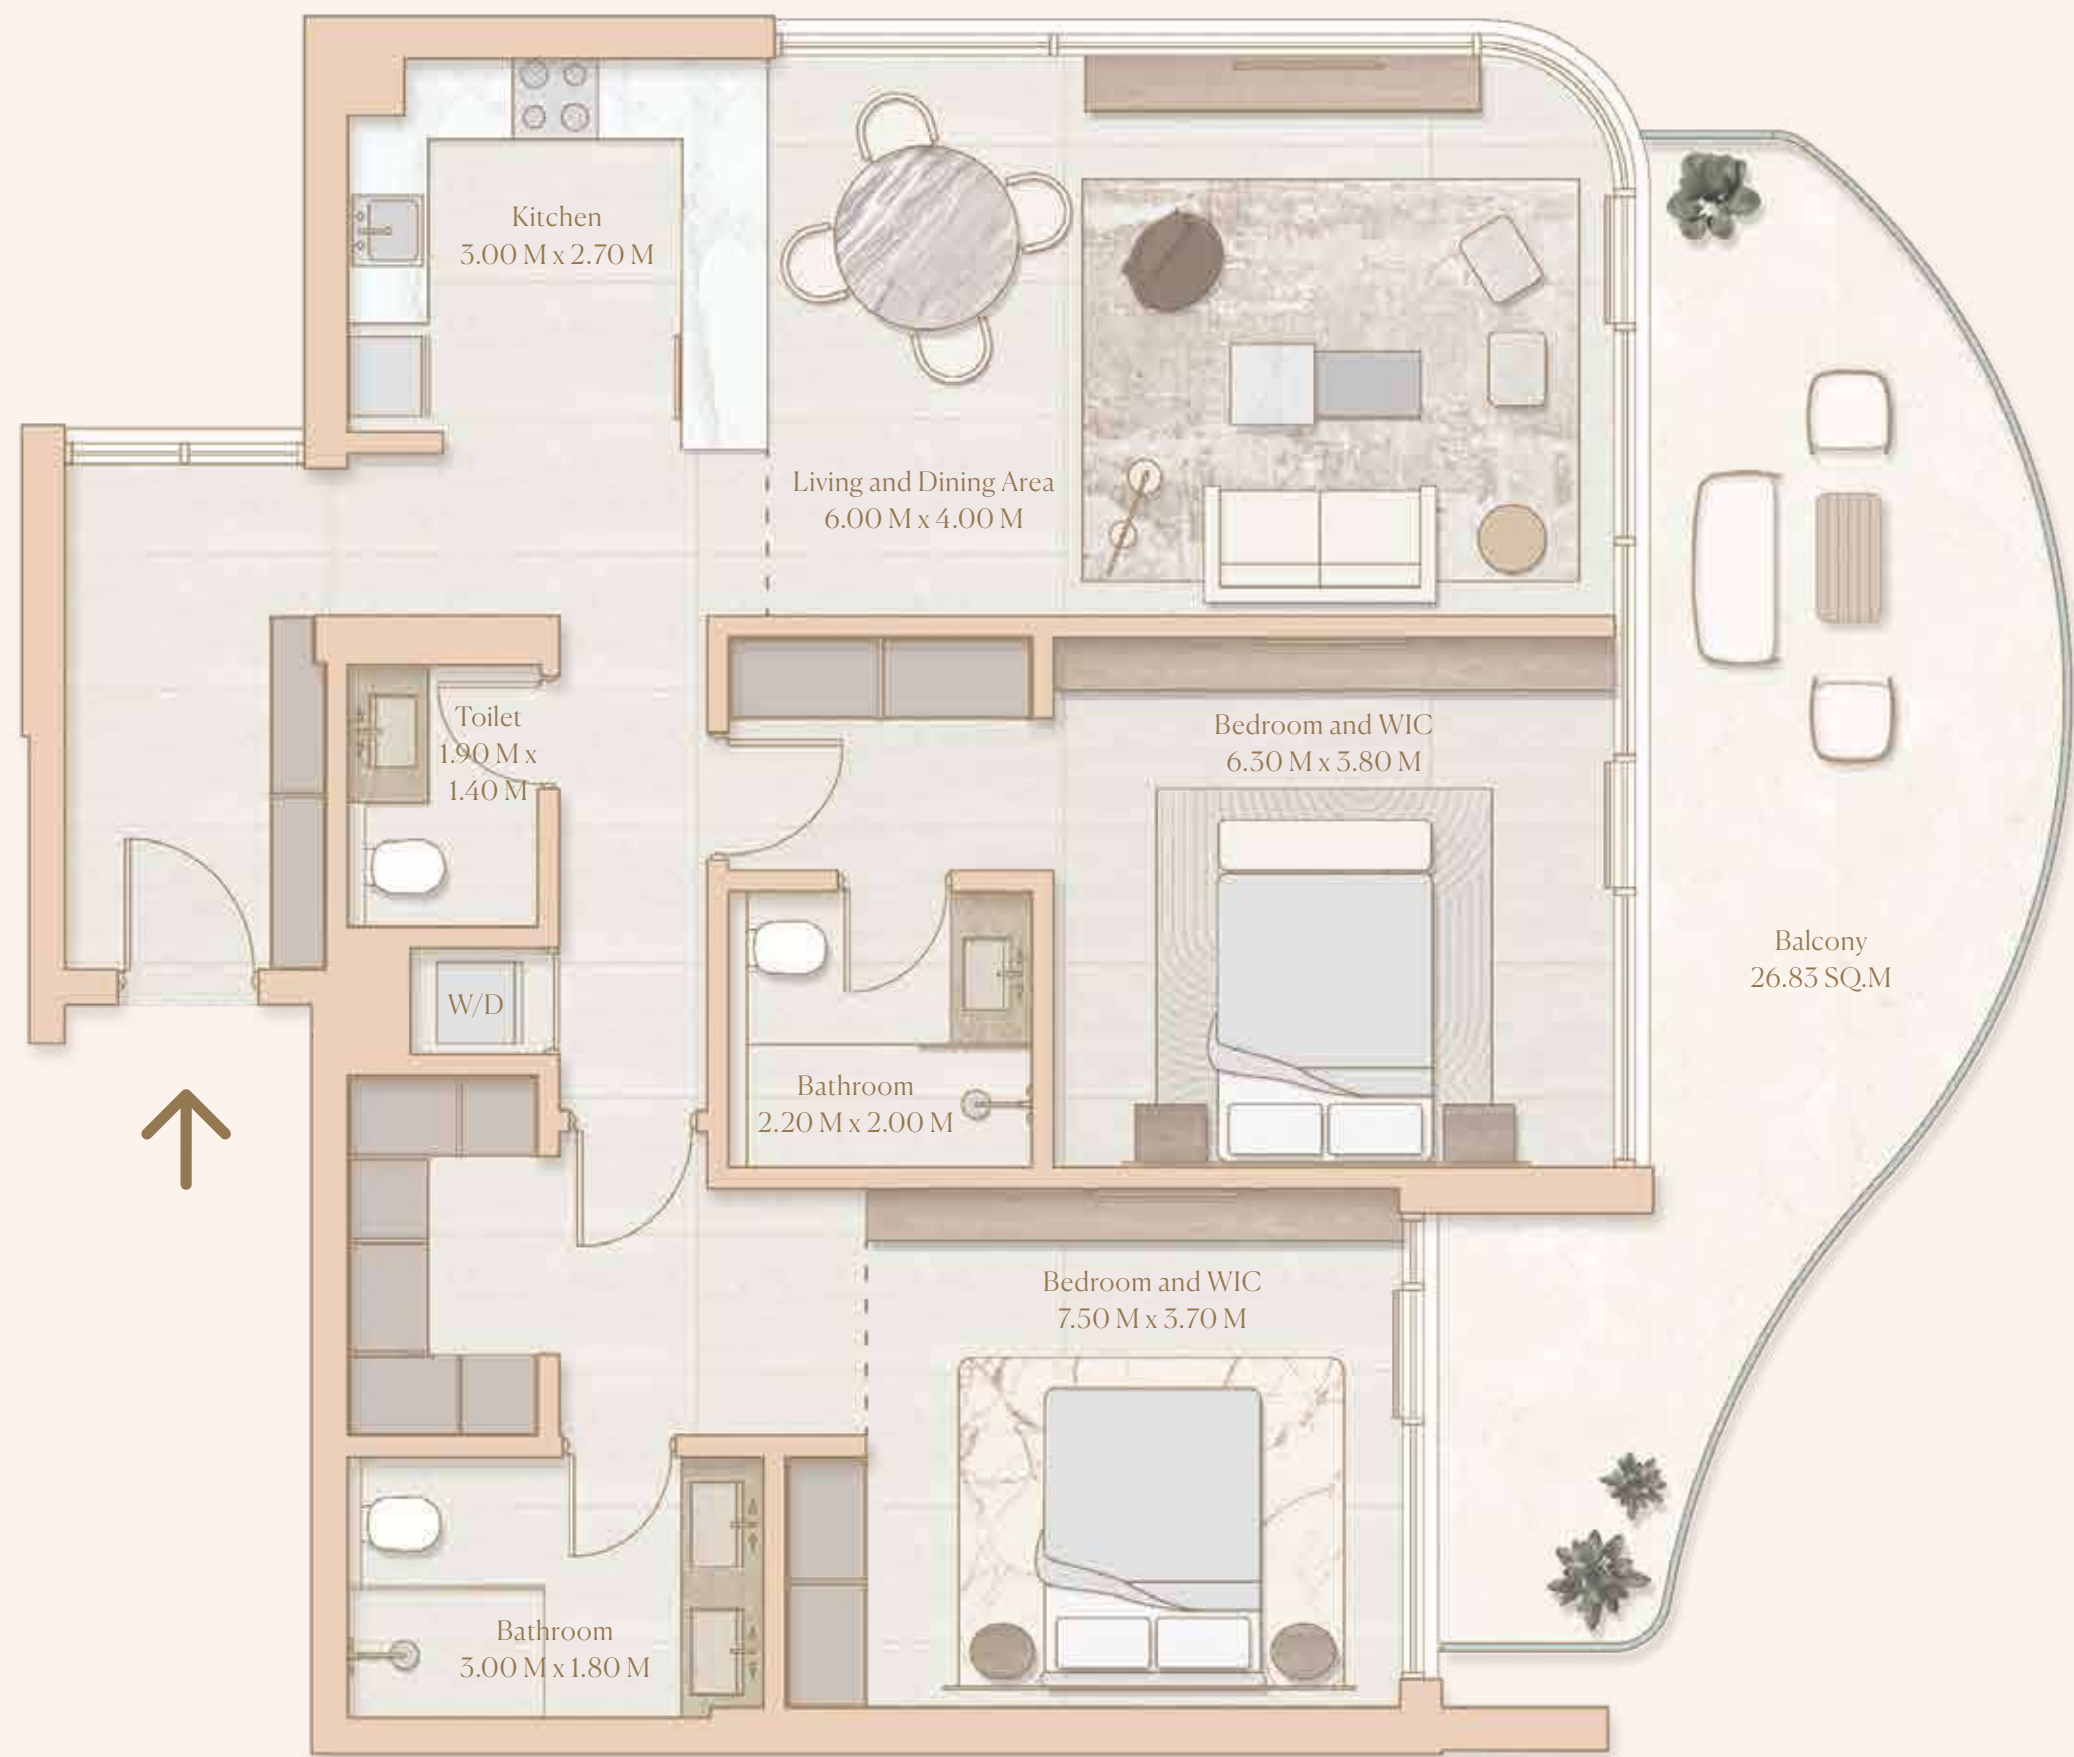 Kitchen
3.00 M x 2.70 M
Living and Dining Area
6.00 M x 4.00 M
Toilet
1.90 M x
1.40 M
Bedroom and WIC
6.30 M x 3.80 M
Balcony
26.83 SQ.M
W/D
Bathroom
2.20 M x 2.00 M
Bedroom and WIC
7.50 M x 3.70 M
Bathroom
3.00 M x 1.80 M